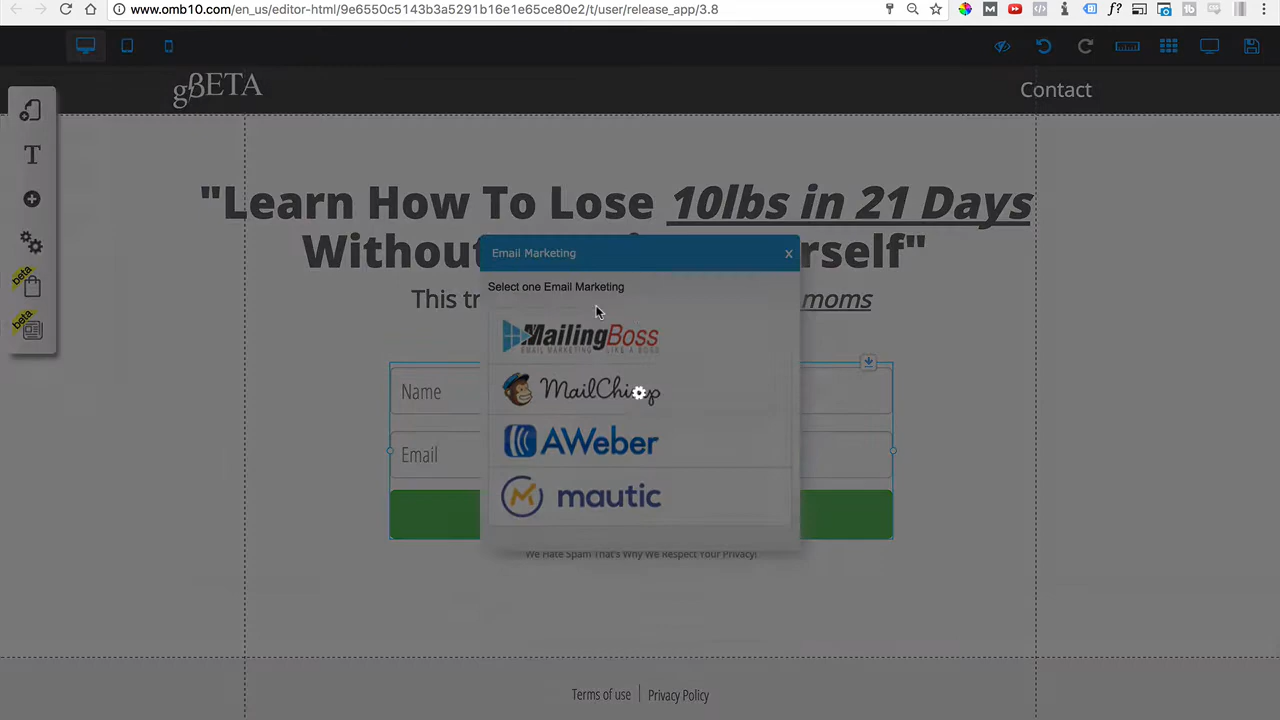 www.omb10.com/en_us/editor-html/9e6550c5143b3a5291b16e1e65ce80e2/t/user/release_app/3.8
gβETA
Contact
"Learn How To Lose 10lbs in 21 Days
Without rself"
This tr moms
Email Marketing x
Select one Email Marketing
MailingBoss
EMAIL MARKETING LIKE A BOSS
MailChimp
AWeber
mautic
Name
Email
We Hate Spam That's Why We Respect Your Privacy!
Terms of use | Privacy Policy
beta
beta